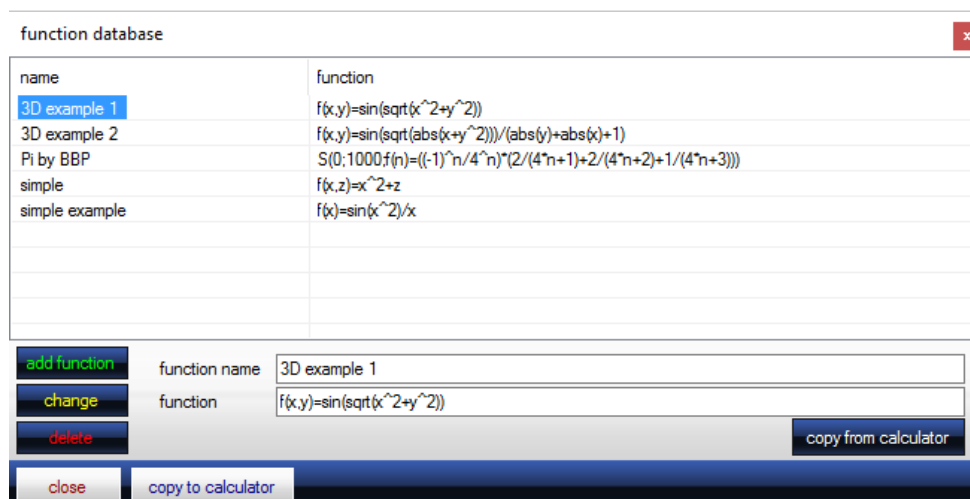 function database
x
name function
3D example 1 f(x,y)=sin(sqrt(x^2+y^2))
3D example 2 f(x,y)=sin(sqrt(abs(x+y^2)))/(abs(y)+abs(x)+1)
Pi by BBP S(0;1000;f(n)=((-1)^n/4^n)*(2/(4*n+1)+2/(4*n+2)+1/(4*n+3)))
simple f(x,z)=x^2+z
simple example f(x)=sin(x^2)/x
add function function name 3D example 1
change function f(x,y)=sin(sqrt(x^2+y^2))
delete copy from calculator
close copy to calculator